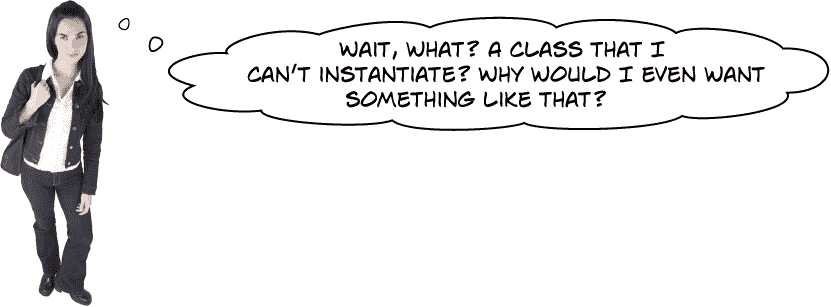 WAIT, WHAT? A CLASS THAT I
CAN'T INSTANTIATE? WHY WOULD I EVEN WANT
SOMETHING LIKE THAT?